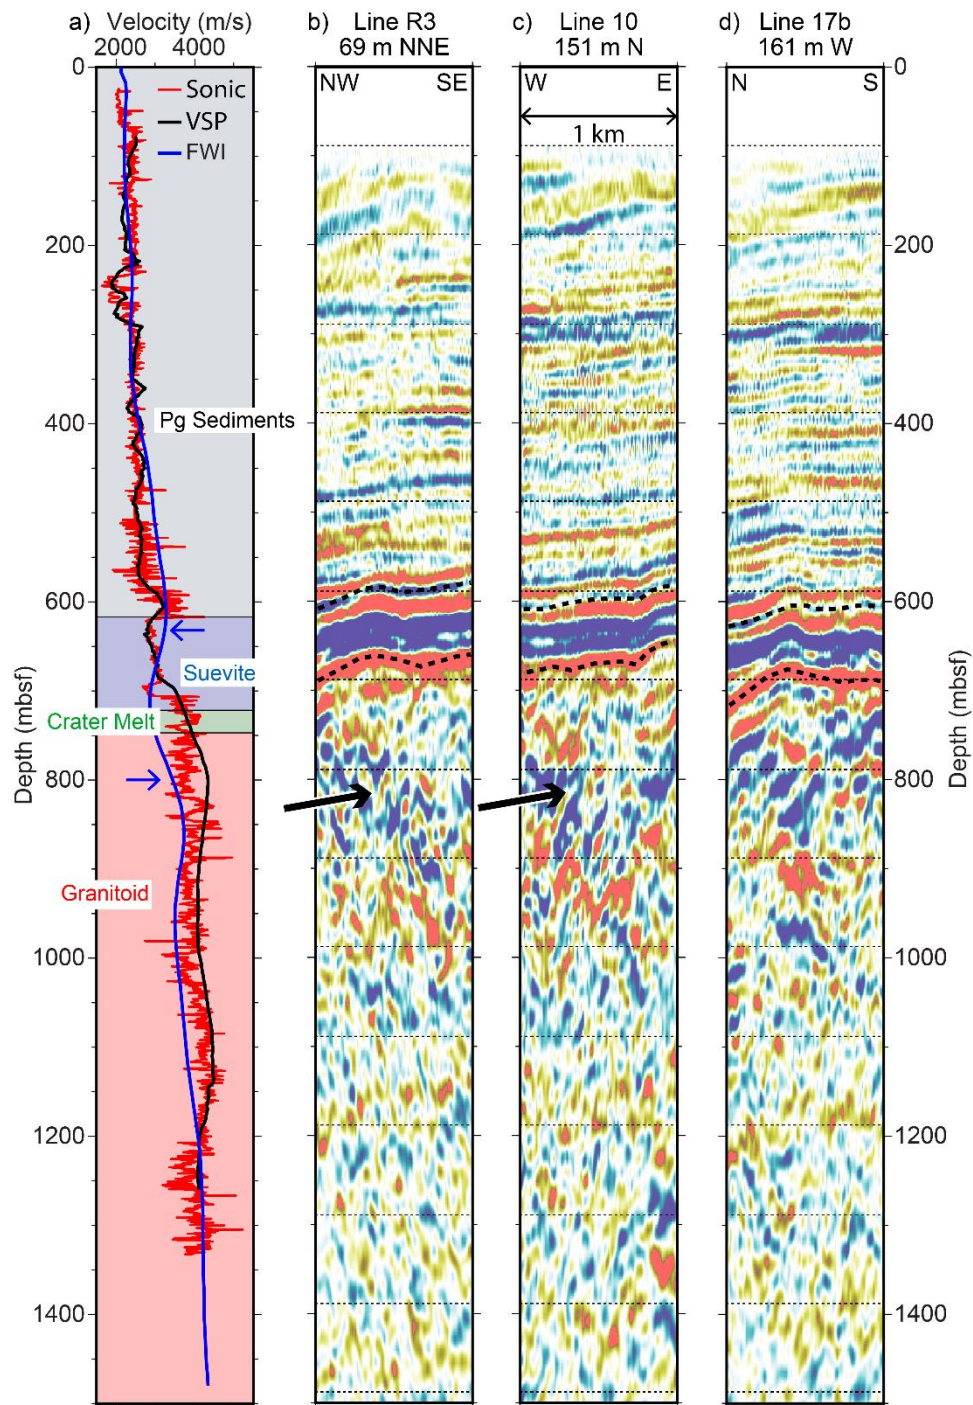 a) Velocity (m/s)
2000 4000
b) Line R3
69 m NNE
c) Line 10
151 m N
d) Line 17b
161 m W
0
200
400
600
800
1000
1200
1400
Depth (mbsf)
Sonic
VSP
FWI
Pg Sediments
Suevite
Crater Melt
Granitoid
NW SE
W E
1 km
N S
0
200
400
600
800
1000
1200
1400
Depth (mbsf)